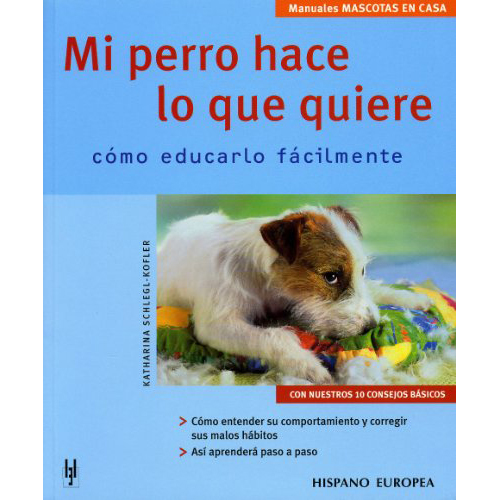 Manuales MASCOTAS EN CASA
Mi perro hace
lo que quiere
cómo educarlo fácilmente
KATHARINA SCHLEGL-KOFLER
CON NUESTROS 10 CONSEJOS BÁSICOS
> Cómo entender su comportamiento y corregir
sus malos hábitos
> Así aprenderá paso a paso
HISPANO EUROPEA